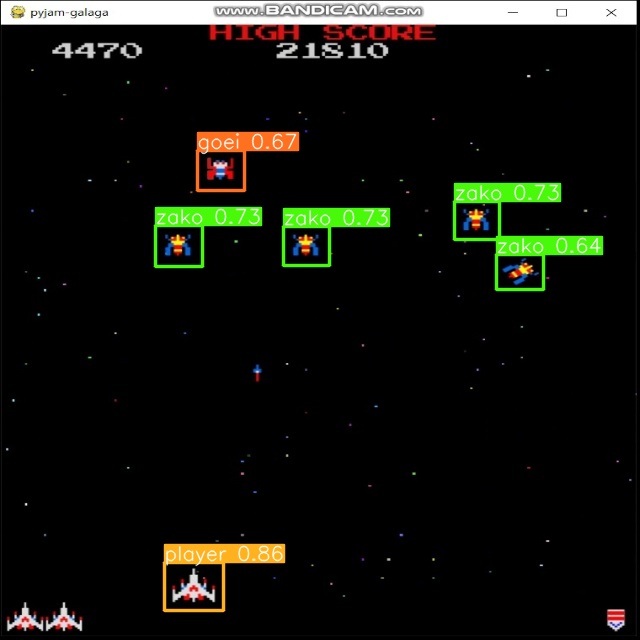 pyjam-galaga
www.BANDICAM.com
HIGH SCORE
4470 21810
goei 0.67
zako 0.73
zako 0.73
zako 0.73
zako 0.64
player 0.86